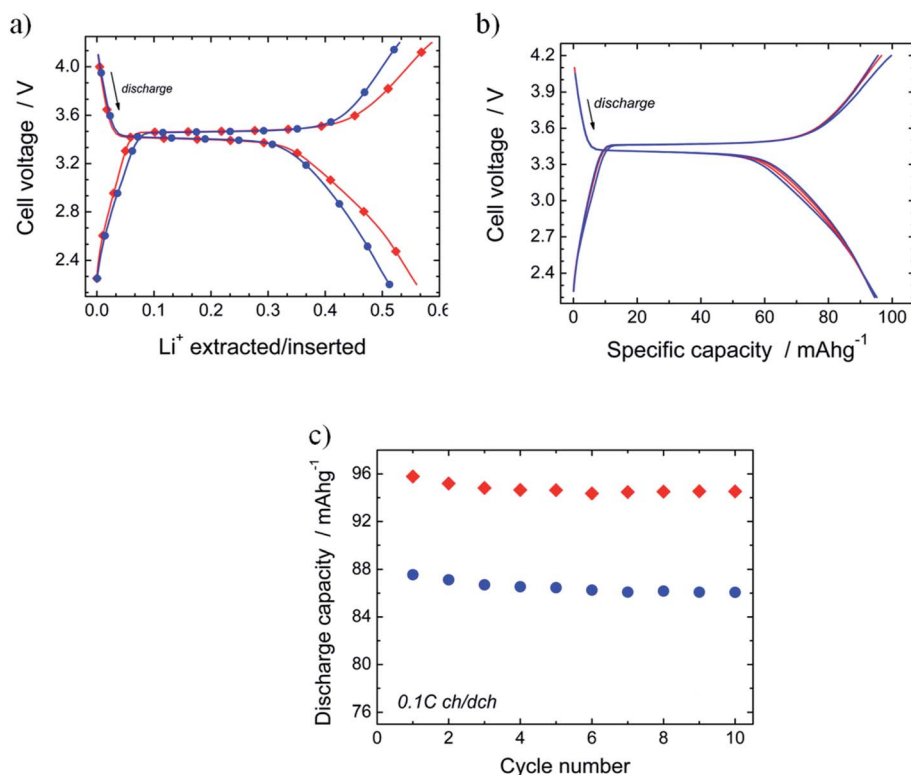 a)
4.0
3.6
3.2
2.8
2.4
Cell voltage / V
discharge
0.0 0.1 0.2 0.3 0.4 0.5 0.6
Li⁺ extracted/inserted
b)
4.2
3.9
3.6
3.3
3.0
2.7
2.4
Cell voltage / V
discharge
0 20 40 60 80 100
Specific capacity / mAhg⁻¹
c)
96
92
88
84
80
76
Discharge capacity / mAhg⁻¹
0.1C ch/dch
0 2 4 6 8 10
Cycle number